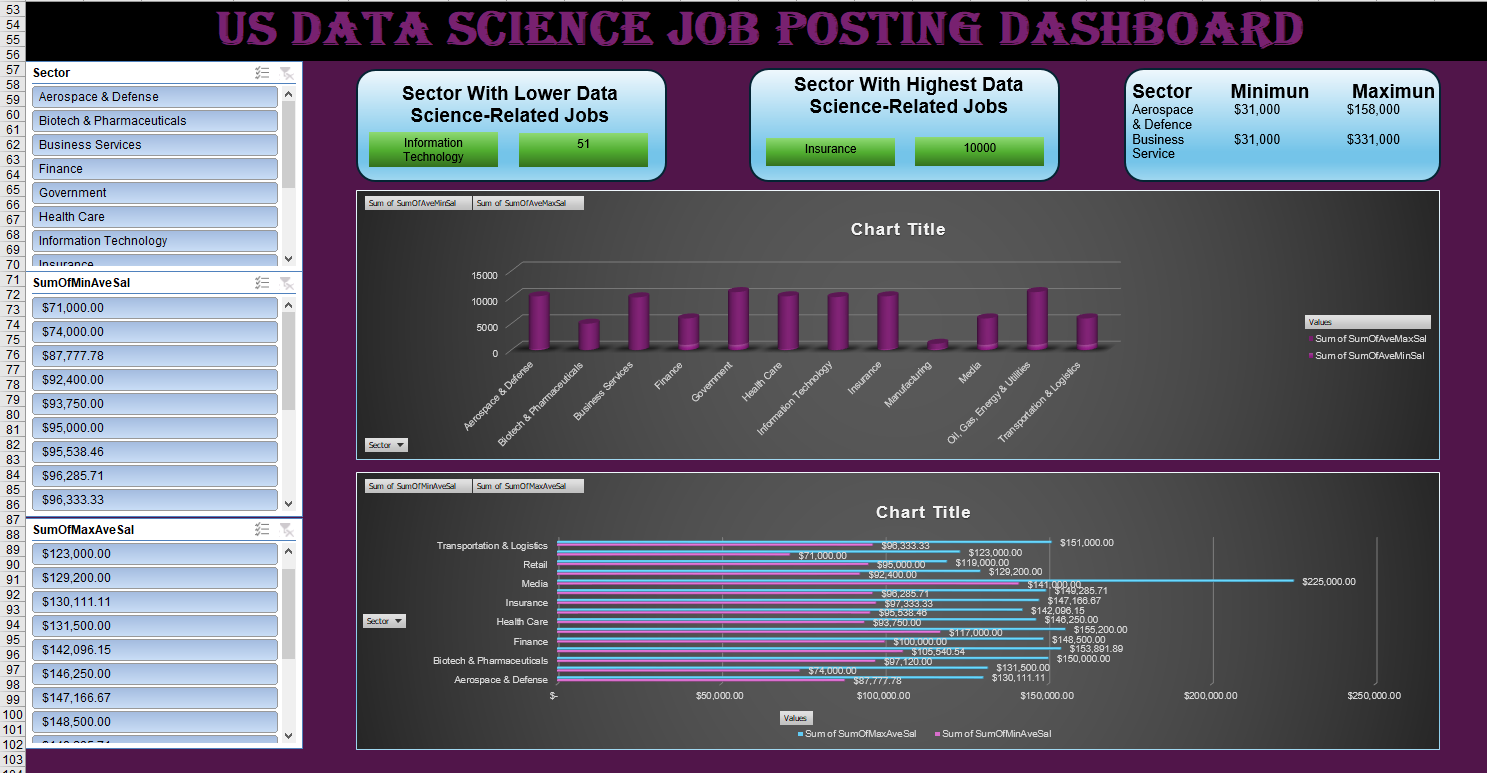 US DATA SCIENCE JOB POSTING DASHBOARD
53
54
55
56
57
58
59
60
61
62
63
64
65
66
67
68
69
70
71
72
73
74
75
76
77
78
79
80
81
82
83
84
85
86
87
88
89
90
91
92
93
94
95
96
97
98
99
100
101
102
103
Sector
Aerospace & Defense
Biotech & Pharmaceuticals
Business Services
Finance
Government
Health Care
Information Technology
Insurance
SumOfMinAveSal
$71,000.00
$74,000.00
$87,777.78
$92,400.00
$93,750.00
$95,000.00
$95,538.46
$96,285.71
$96,333.33
SumOfMaxAveSal
$123,000.00
$129,200.00
$130,111.11
$131,500.00
$142,096.15
$146,250.00
$147,166.67
$148,500.00
Sector With Lower Data
Science-Related Jobs
Information
Technology
51
Sector With Highest Data
Science-Related Jobs
Insurance 10000
Sector Minimun Maximun
Aerospace $31,000 $158,000
& Defence
Business $31,000 $331,000
Service
Sum of SumOfAveMinSal Sum of SumOfAveMaxSal
Chart Title
15000
10000
5000
0
Aerospace & Defense
Biotech & Pharmaceuticals
Business Services
Finance
Government
Health Care
Information Technology
Insurance
Manufacturing
Media
Oil, Gas, Energy & Utilities
Transportation & Logistics
Values
Sum of SumOfAveMaxSal
Sum of SumOfAveMinSal
Sector
Sum of SumOfMinAveSal Sum of SumOfMaxAveSal
Chart Title
Transportation & Logistics
Retail
Media
Insurance
Health Care
Finance
Biotech & Pharmaceuticals
Aerospace & Defense
$151,000.00
$96,333.33
$123,000.00
$71,000.00
$119,000.00
$95,000.00
$129,200.00
$92,400.00
$225,000.00
$141,000.00
$149,285.71
$96,285.71
$147,166.67
$97,333.33
$142,096.15
$95,538.46
$146,250.00
$93,750.00
$155,200.00
$117,000.00
$148,500.00
$100,000.00
$153,891.89
$105,540.54
$150,000.00
$97,120.00
$131,500.00
$74,000.00
$130,111.11
$87,777.78
Sector
$- $50,000.00 $100,000.00 $150,000.00 $200,000.00 $250,000.00
Values
Sum of SumOfMaxAveSal Sum of SumOfMinAveSal